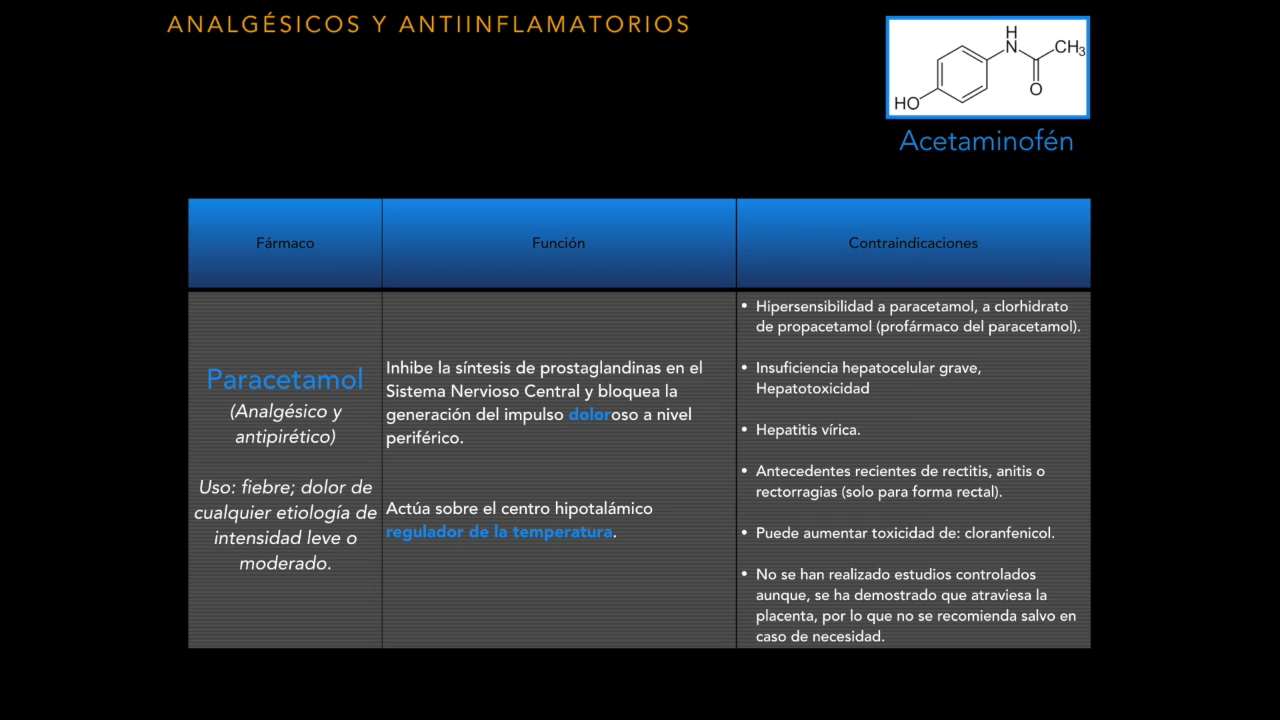 ANALGÉSICOS Y ANTIINFLAMATORIOS
H
N
CH3
O
HO
Acetaminofén
Fármaco
Función
Contraindicaciones
Paracetamol
(Analgésico y
antipirético)
Uso: fiebre; dolor de
cualquier etiología de
intensidad leve o
moderado.
Inhibe la síntesis de prostaglandinas en el
Sistema Nervioso Central y bloquea la
generación del impulso doloroso a nivel
periférico.
Actúa sobre el centro hipotalámico
regulador de la temperatura.
• Hipersensibilidad a paracetamol, a clorhidrato
de propacetamol (profármaco del paracetamol).
• Insuficiencia hepatocelular grave,
Hepatotoxicidad
• Hepatitis vírica.
• Antecedentes recientes de rectitis, anitis o
rectorragias (solo para forma rectal).
• Puede aumentar toxicidad de: cloranfenicol.
• No se han realizado estudios controlados
aunque, se ha demostrado que atraviesa la
placenta, por lo que no se recomienda salvo en
caso de necesidad.